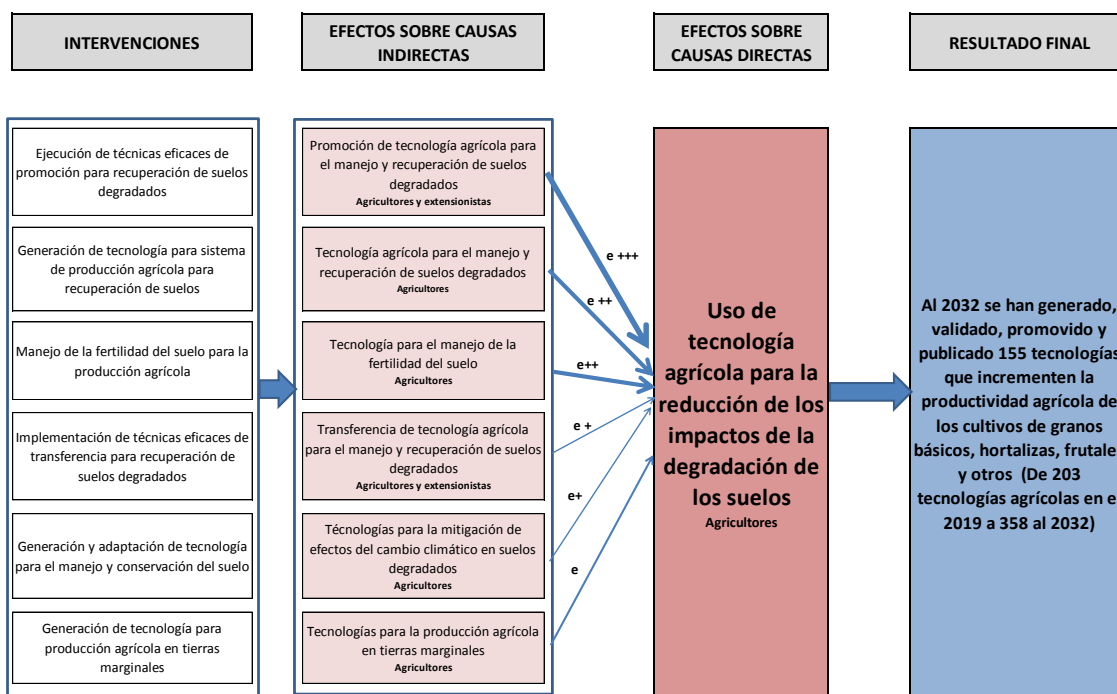 INTERVENCIONES
EFECTOS SOBRE CAUSAS
INDIRECTAS
EFECTOS SOBRE
CAUSAS DIRECTAS
RESULTADO FINAL
Ejecución de técnicas eficaces de
promoción para recuperación de suelos
degradados
Generación de tecnología para sistema
de producción agrícola para
recuperación de suelos
Manejo de la fertilidad del suelo para la
producción agrícola
Implementación de técnicas eficaces de
transferencia para recuperación de
suelos degradados
Generación y adaptación de tecnología
para el manejo y conservación del suelo
Generación de tecnología para
producción agrícola en tierras
marginales
Promoción de tecnología agrícola para
el manejo y recuperación de suelos
degradados
Agricultores y extensionistas
Tecnología agrícola para el manejo y
recuperación de suelos degradados
Agricultores
Tecnología para el manejo de la
fertilidad del suelo
Agricultores
Transferencia de tecnología agrícola
para el manejo y recuperación de suelos
degradados
Agricultores y extensionistas
Técnologías para la mitigación de
efectos del cambio climático en suelos
degradados
Agricultores
Tecnologías para la producción agrícola
en tierras marginales
Agricultores
e +++
e ++
e++
e +
e+
e
Uso de
tecnología
agrícola para la
reducción de los
impactos de la
degradación de
los suelos
Agricultores
Al 2032 se han generado,
validado, promovido y
publicado 155 tecnologías
que incrementen la
productividad agrícola de
los cultivos de granos
básicos, hortalizas, frutale
y otros (De 203
tecnologías agrícolas en e
2019 a 358 al 2032)